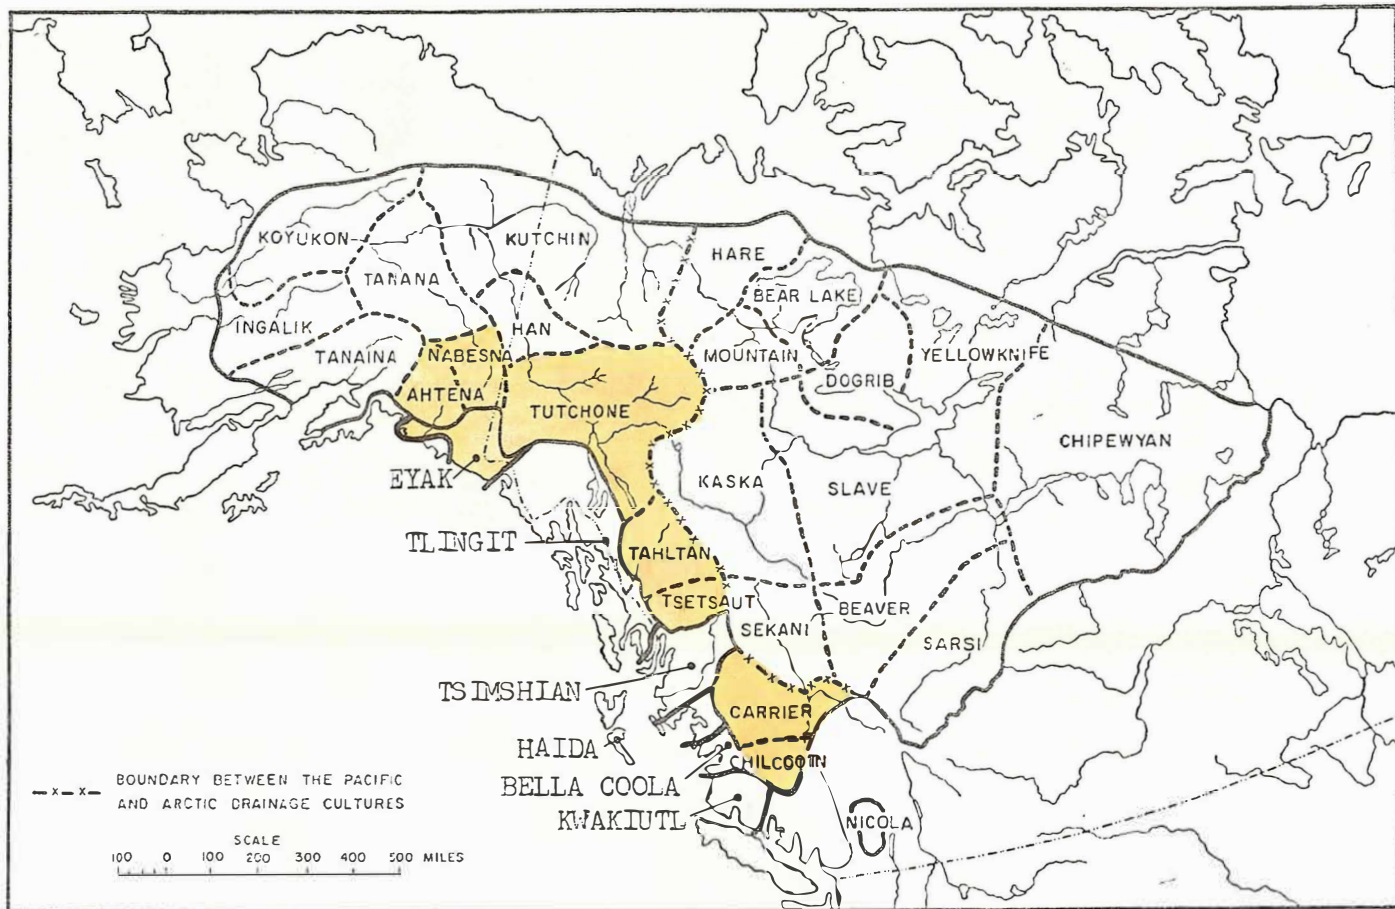 KOYUKON
KUTCHIN
HARE
TANANA
BEAR LAKE
INGALIK
HAN
TANAINA
NABESNA
MOUNTAIN
YELLOWKNIFE
DOGRIB
AHTENA
TUTCHONE
CHIPEWYAN
EYAK
KASKA
SLAVE
TLINGIT
TAHLTAN
TSETSAUT
BEAVER
SEKANI
SARSI
TSIMSHIAN
CARRIER
HAIDA
CHILCOTIN
BELLA COOLA
KWAKIUTL
NICOLA
—x—x— BOUNDARY BETWEEN THE PACIFIC
AND ARCTIC DRAINAGE CULTURES
SCALE
100 0 100 200 300 400 500 MILES